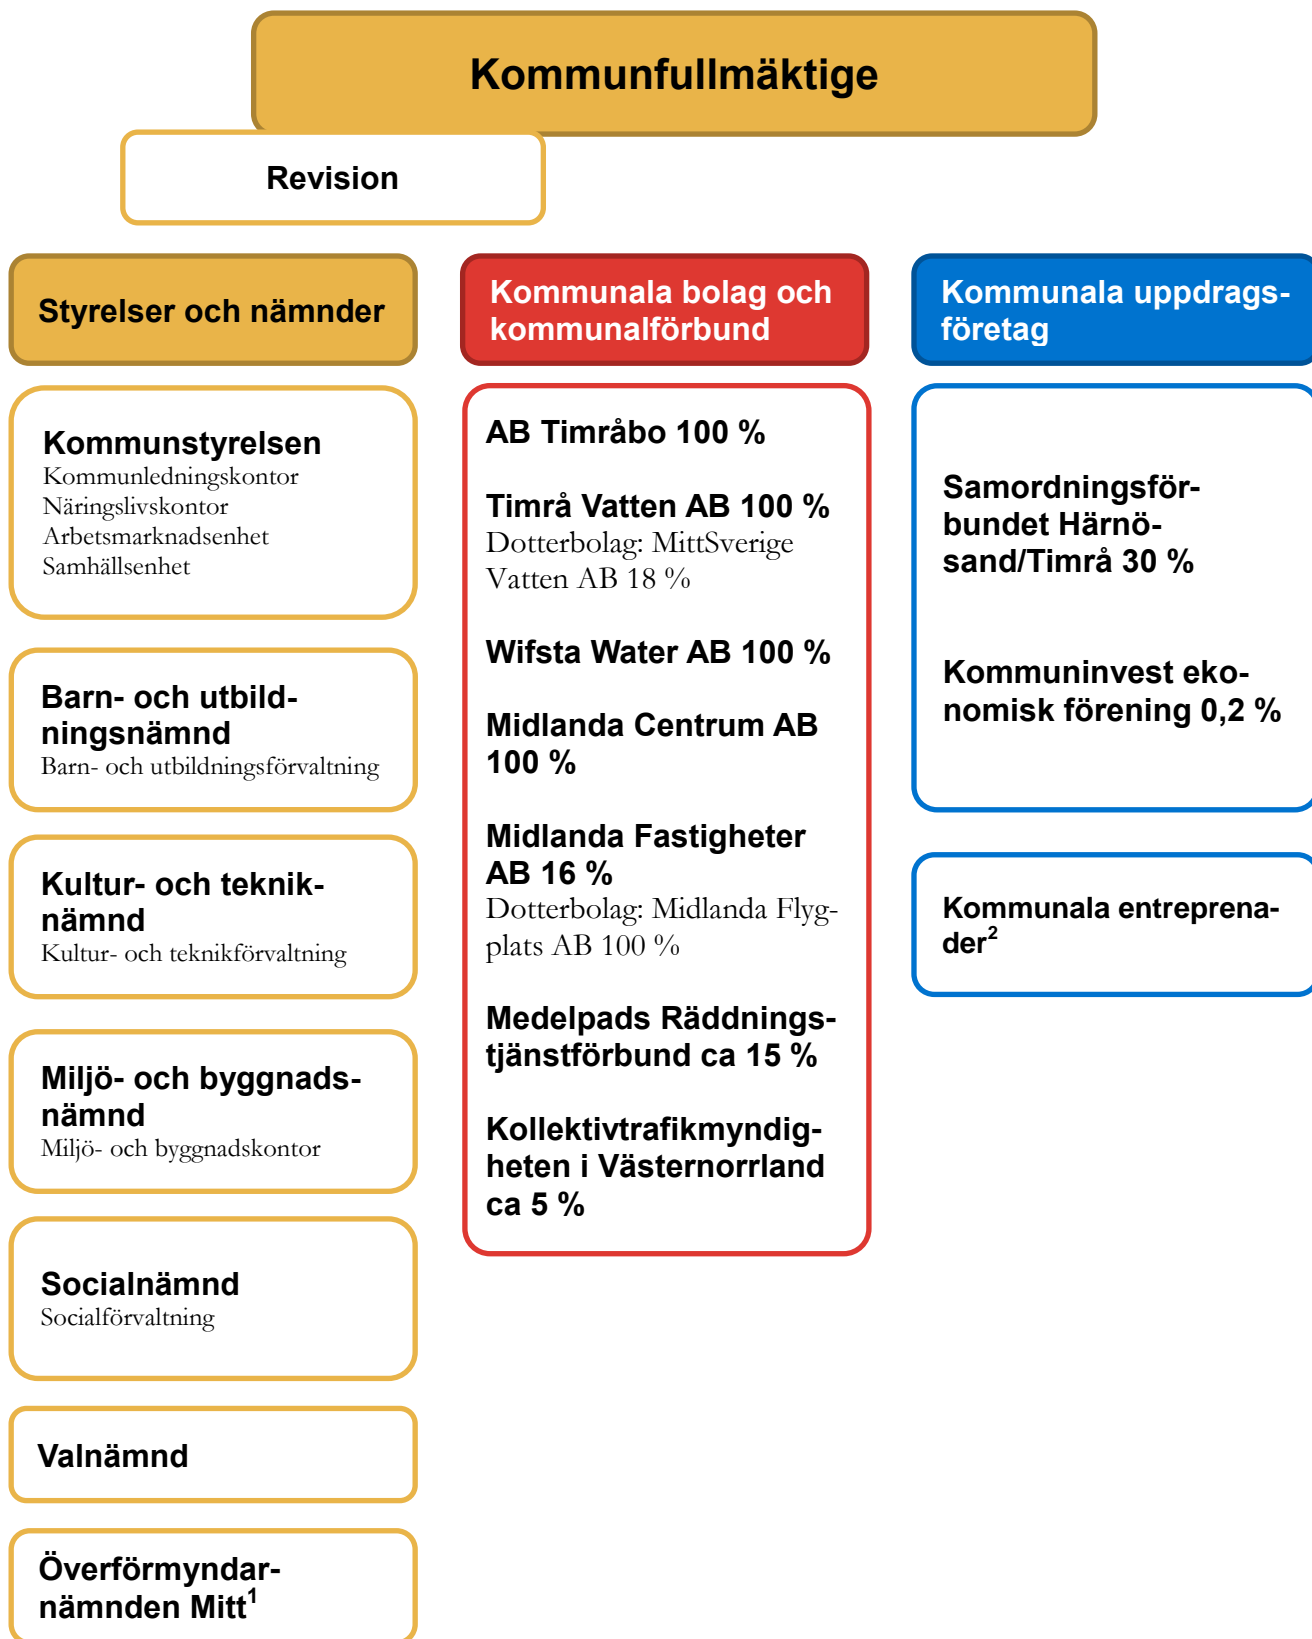 Kommunfullmäktige
Revision
Styrelser och nämnder
Kommunstyrelsen
Kommunledningskontor
Näringslivskontor
Arbetsmarknadsenhet
Samhällsenhet
Barn- och utbild-
ningsnämnd
Barn- och utbildningsförvaltning
Kultur- och teknik-
nämnd
Kultur- och teknikförvaltning
Miljö- och byggnads-
nämnd
Miljö- och byggnadskontor
Socialnämnd
Socialförvaltning
Valnämnd
Överförmyndar-
nämnden Mitt¹
Kommunala bolag och
kommunalförbund
AB Timråbo 100 %
Timrå Vatten AB 100 %
Dotterbolag: MittSverige
Vatten AB 18 %
Wifsta Water AB 100 %
Midlanda Centrum AB
100 %
Midlanda Fastigheter
AB 16 %
Dotterbolag: Midlanda Flyg-
plats AB 100 %
Medelpads Räddnings-
tjänstförbund ca 15 %
Kollektivtrafikmyndig-
heten i Västernorrland
ca 5 %
Kommunala uppdrags-
företag
Samordningsför-
bundet Härnö-
sand/Timrå 30 %
Kommuninvest eko-
nomisk förening 0,2 %
Kommunala entreprena-
der²